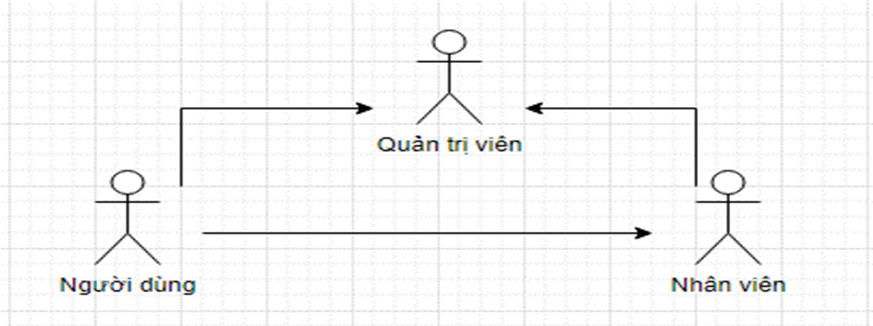 Quản trị viên
Người dùng
Nhân viên